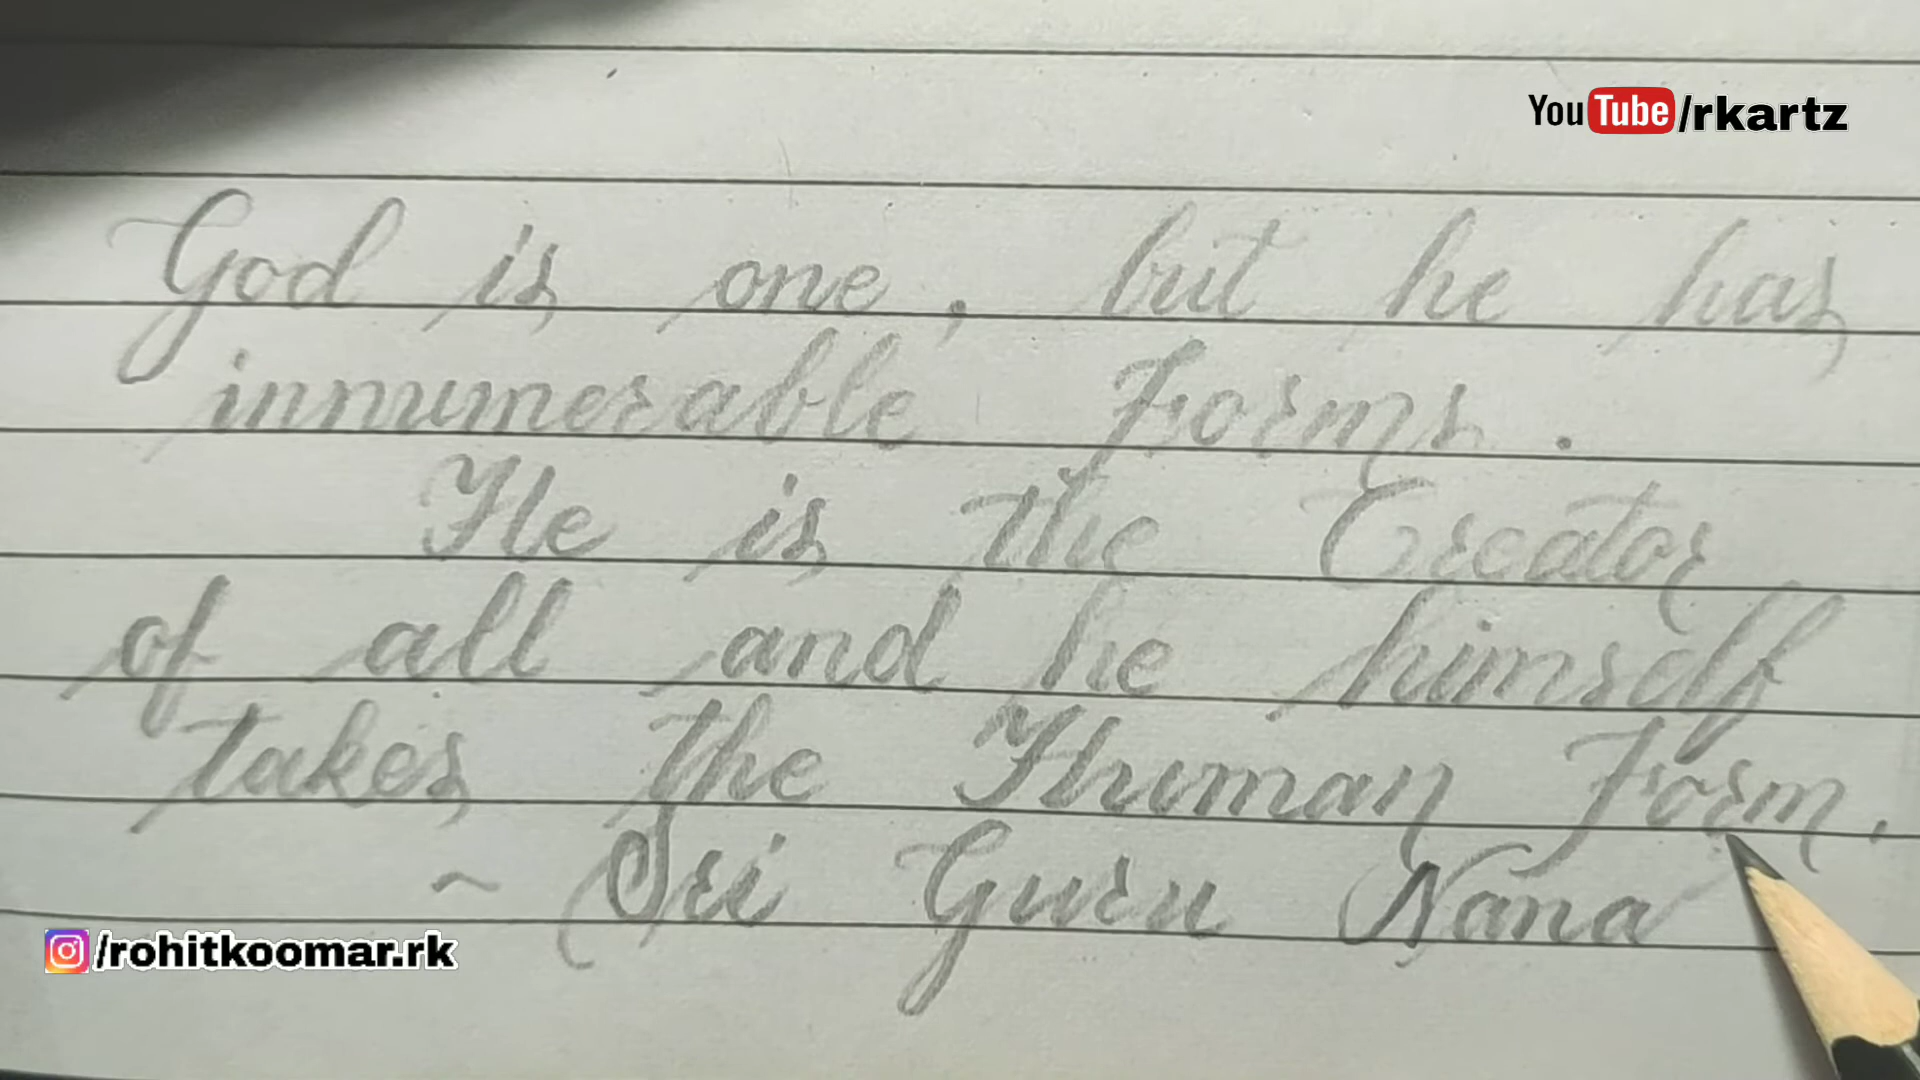 YouTube/rkartz
God is one, but he has
innumerable Forms.
He is the Creator
of all and he himself
takes the Human Form.
~ Sri Guru Nana
/rohitkoomar.rk